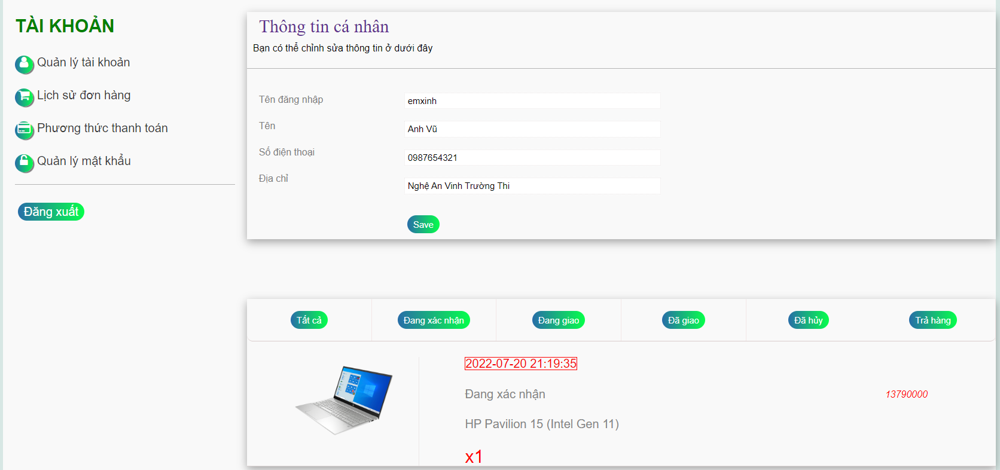 TÀI KHOẢN
Quản lý tài khoản
Lịch sử đơn hàng
Phương thức thanh toán
Quản lý mật khẩu
Đăng xuất
Thông tin cá nhân
Bạn có thể chỉnh sửa thông tin ở dưới đây
Tên đăng nhập
emxinh
Tên
Anh Vũ
Số điện thoại
0987654321
Địa chỉ
Nghệ An Vinh Trường Thi
Save
Tất cả
Đang xác nhận
Đang giao
Đã giao
Đã hủy
Trả hàng
2022-07-20 21:19:35
Đang xác nhận
13790000
HP Pavilion 15 (Intel Gen 11)
x1